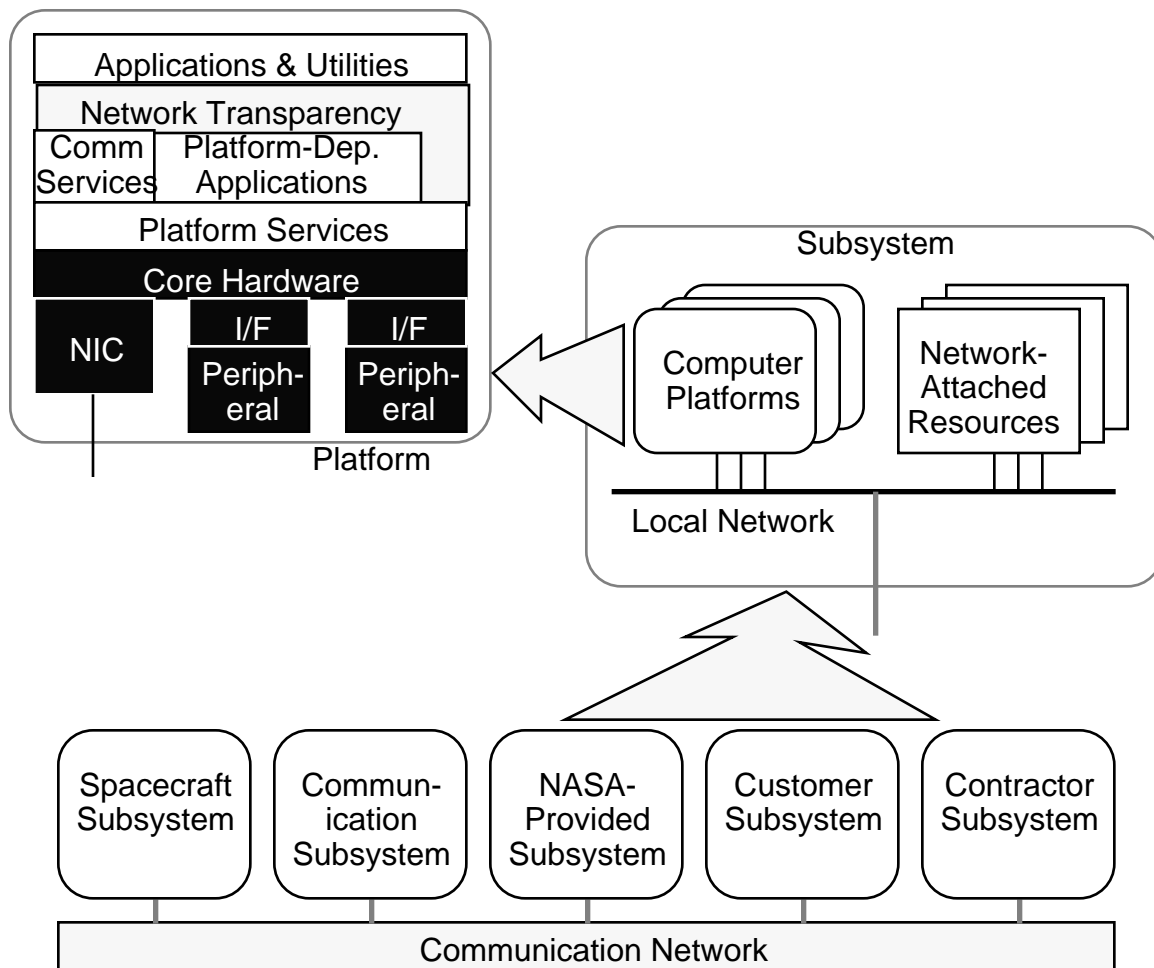 Applications & Utilities
Network Transparency
Comm
Services
Platform-Dep.
Applications
Platform Services
Core Hardware
NIC
I/F
Periph-
eral
I/F
Periph-
eral
Platform
Subsystem
Computer
Platforms
Network-
Attached
Resources
Local Network
Spacecraft
Subsystem
Commun-
ication
Subsystem
NASA-
Provided
Subsystem
Customer
Subsystem
Contractor
Subsystem
Communication Network